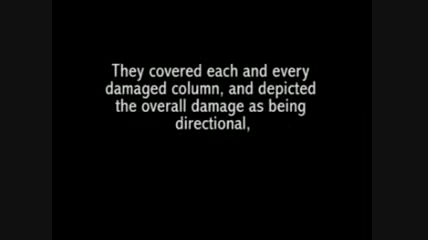 They covered each and every
damaged column, and depicted
the overall damage as being
directional,